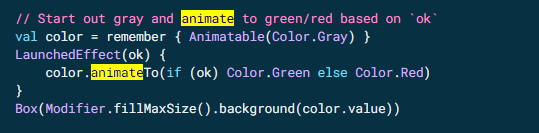 // Start out gray and animate to green/red based on `ok`
val color = remember { Animatable(Color.Gray) }
LaunchedEffect(ok) {
    color.animateTo(if (ok) Color.Green else Color.Red)
}
Box(Modifier.fillMaxSize().background(color.value))